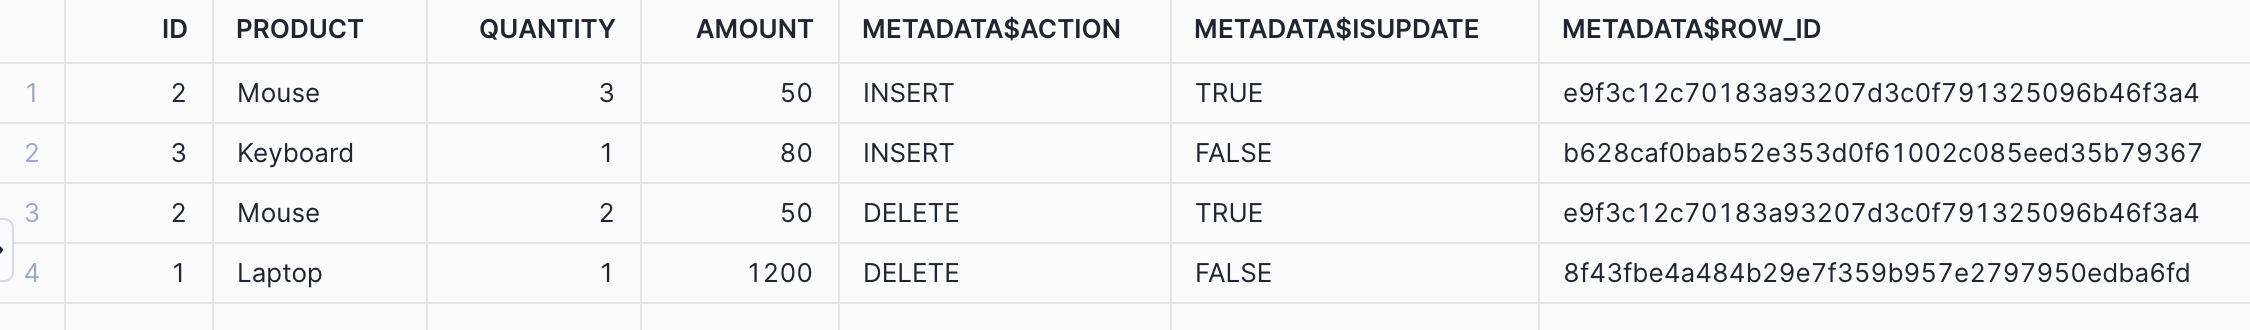 ID PRODUCT QUANTITY AMOUNT METADATA$ACTION METADATA$ISUPDATE METADATA$ROW_ID
1 2 Mouse 3 50 INSERT TRUE e9f3c12c70183a93207d3c0f791325096b46f3a4
2 3 Keyboard 1 80 INSERT FALSE b628caf0bab52e353d0f61002c085eed35b79367
3 2 Mouse 2 50 DELETE TRUE e9f3c12c70183a93207d3c0f791325096b46f3a4
4 1 Laptop 1 1200 DELETE FALSE 8f43fbe4a484b29e7f359b957e2797950edba6fd